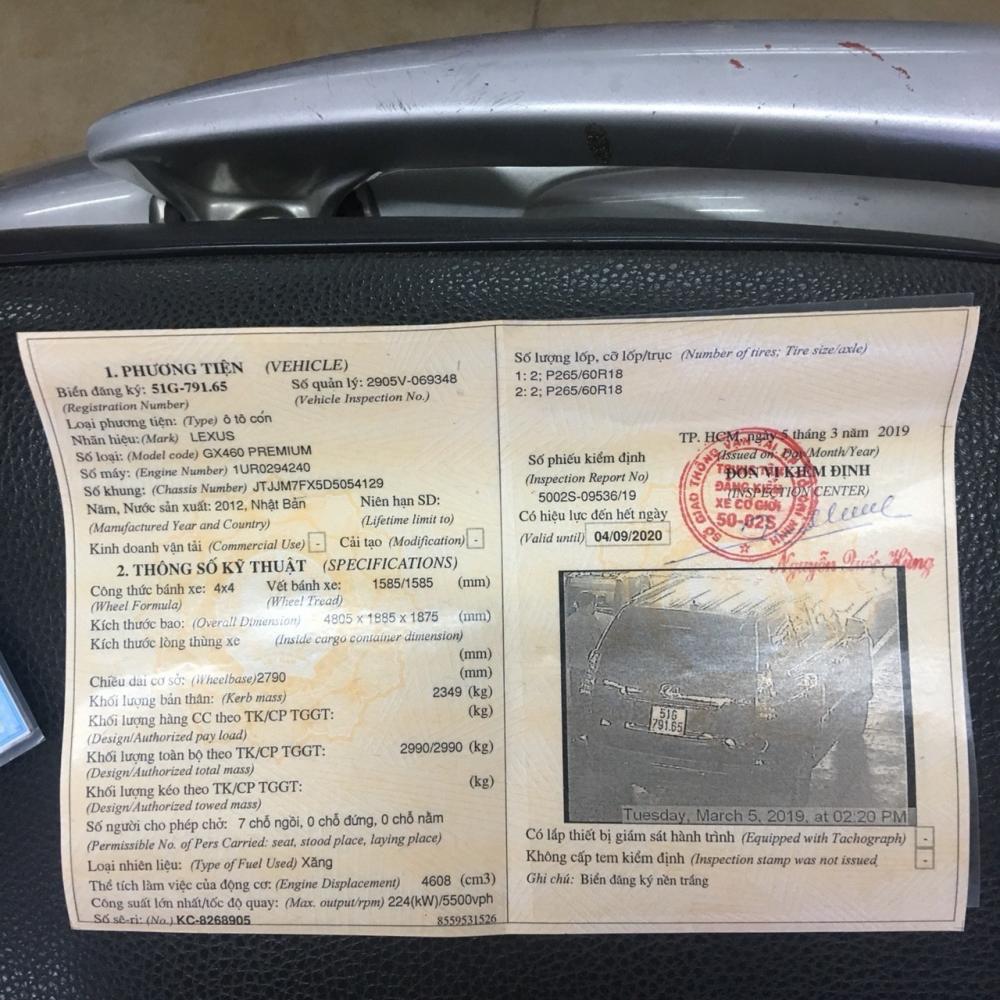 1. PHƯƠNG TIỆN (VEHICLE)
Biển đăng ký: 51G-791.65 Số quản lý: 2905V-069348
(Registration Number) (Vehicle Inspection No.)
Loại phương tiện: (Type) ô tô con
Nhãn hiệu: (Mark) LEXUS
Số loại: (Model code) GX460 PREMIUM
Số máy: (Engine Number) 1UR0294240
Số khung: (Chassis Number) JTJJM7FX5D5054129
Năm, Nước sản xuất: 2012, Nhật Bản Niên hạn SD:
(Manufactured Year and Country) (Lifetime limit to)
Kinh doanh vận tải (Commercial Use) - Cải tạo (Modification) -
2. THÔNG SỐ KỸ THUẬT (SPECIFICATIONS)
Công thức bánh xe: 4x4 Vết bánh xe: 1585/1585 (mm)
(Wheel Formula) (Wheel Tread)
Kích thước bao: (Overall Dimension) 4805 x 1885 x 1875 (mm)
Kích thước lòng thùng xe (Inside cargo container dimension)
(mm)
Chiều dài cơ sở: (Wheelbase) 2790 (mm)
Khối lượng bản thân: (Kerb mass) 2349 (kg)
Khối lượng hàng CC theo TK/CP TGGT: (kg)
(Design/Authorized pay load)
Khối lượng toàn bộ theo TK/CP TGGT: 2990/2990 (kg)
(Design/Authorized total mass)
Khối lượng kéo theo TK/CP TGGT: (kg)
(Design/Authorized towed mass)
Số người cho phép chở: 7 chỗ ngồi, 0 chỗ đứng, 0 chỗ nằm
(Permissible No. of Pers Carried: seat, stood place, laying place)
Loại nhiên liệu: (Type of Fuel Used) Xăng
Thể tích làm việc của động cơ: (Engine Displacement) 4608 (cm3)
Công suất lớn nhất/tốc độ quay: (Max. output/rpm) 224(kW)/5500vph
Số sê-ri: (No.) KC-8268905 8559531526
Số lượng lốp, cỡ lốp/trục (Number of tires; Tire size/axle)
1: 2; P265/60R18
2: 2; P265/60R18
TP. HCM, ngày 5 tháng 3 năm 2019
(Issued on: Day/Month/Year)
Số phiếu kiểm định ĐƠN VỊ KIỂM ĐỊNH
(Inspection Report No) (INSPECTION CENTER)
5002S-09536/19
Có hiệu lực đến hết ngày
(Valid until) 04/09/2020
SỞ GIAO THÔNG VẬN TẢI
ĐĂNG KIỂM
XE CƠ GIỚI
50-02S
Nguyễn Quốc Hùng
51G
791.65
Tuesday, March 5, 2019, at 02:20 PM
Có lắp thiết bị giám sát hành trình (Equipped with Tachograph) -
Không cấp tem kiểm định (Inspection stamp was not issued) -
Ghi chú: Biển đăng ký nền trắng